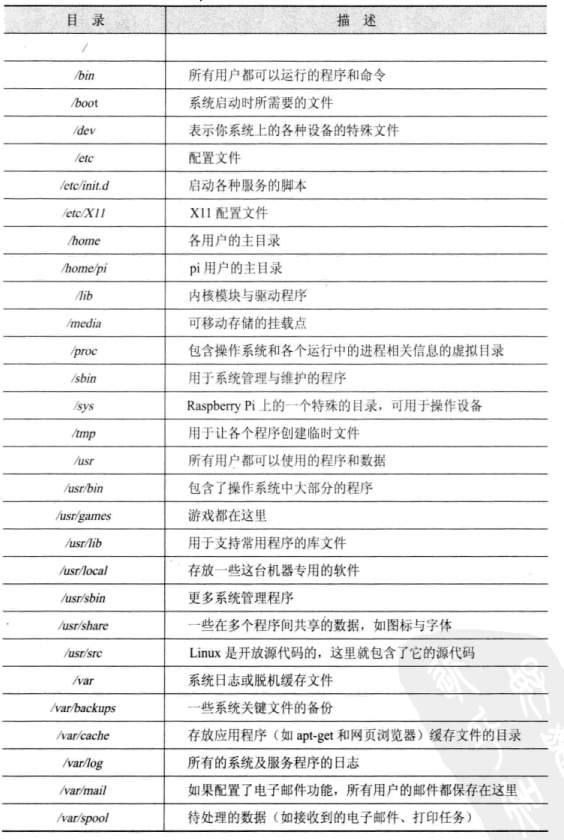 目 录 描 述
/
/bin 所有用户都可以运行的程序和命令
/boot 系统启动时所需要的文件
/dev 表示你系统上的各种设备的特殊文件
/etc 配置文件
/etc/init.d 启动各种服务的脚本
/etc/X11 X11 配置文件
/home 各用户的主目录
/home/pi pi 用户的主目录
/lib 内核模块与驱动程序
/media 可移动存储的挂载点
/proc 包含操作系统和各个运行中的进程相关信息的虚拟目录
/sbin 用于系统管理与维护的程序
/sys Raspberry Pi 上的一个特殊的目录，可用于操作设备
/tmp 用于让各个程序创建临时文件
/usr 所有用户都可以使用的程序和数据
/usr/bin 包含了操作系统中大部分的程序
/usr/games 游戏都在这里
/usr/lib 用于支持常用程序的库文件
/usr/local 存放一些这台机器专用的软件
/usr/sbin 更多系统管理程序
/usr/share 一些在多个程序间共享的数据，如图标与字体
/usr/src Linux 是开放源代码的，这里就包含了它的源代码
/var 系统日志或脱机缓存文件
/var/backups 一些系统关键文件的备份
/var/cache 存放应用程序（如 apt-get 和网页浏览器）缓存文件的目录
/var/log 所有的系统及服务程序的日志
/var/mail 如果配置了电子邮件功能，所有用户的邮件都保存在这里
/var/spool 待处理的数据（如接收到的电子邮件、打印任务）